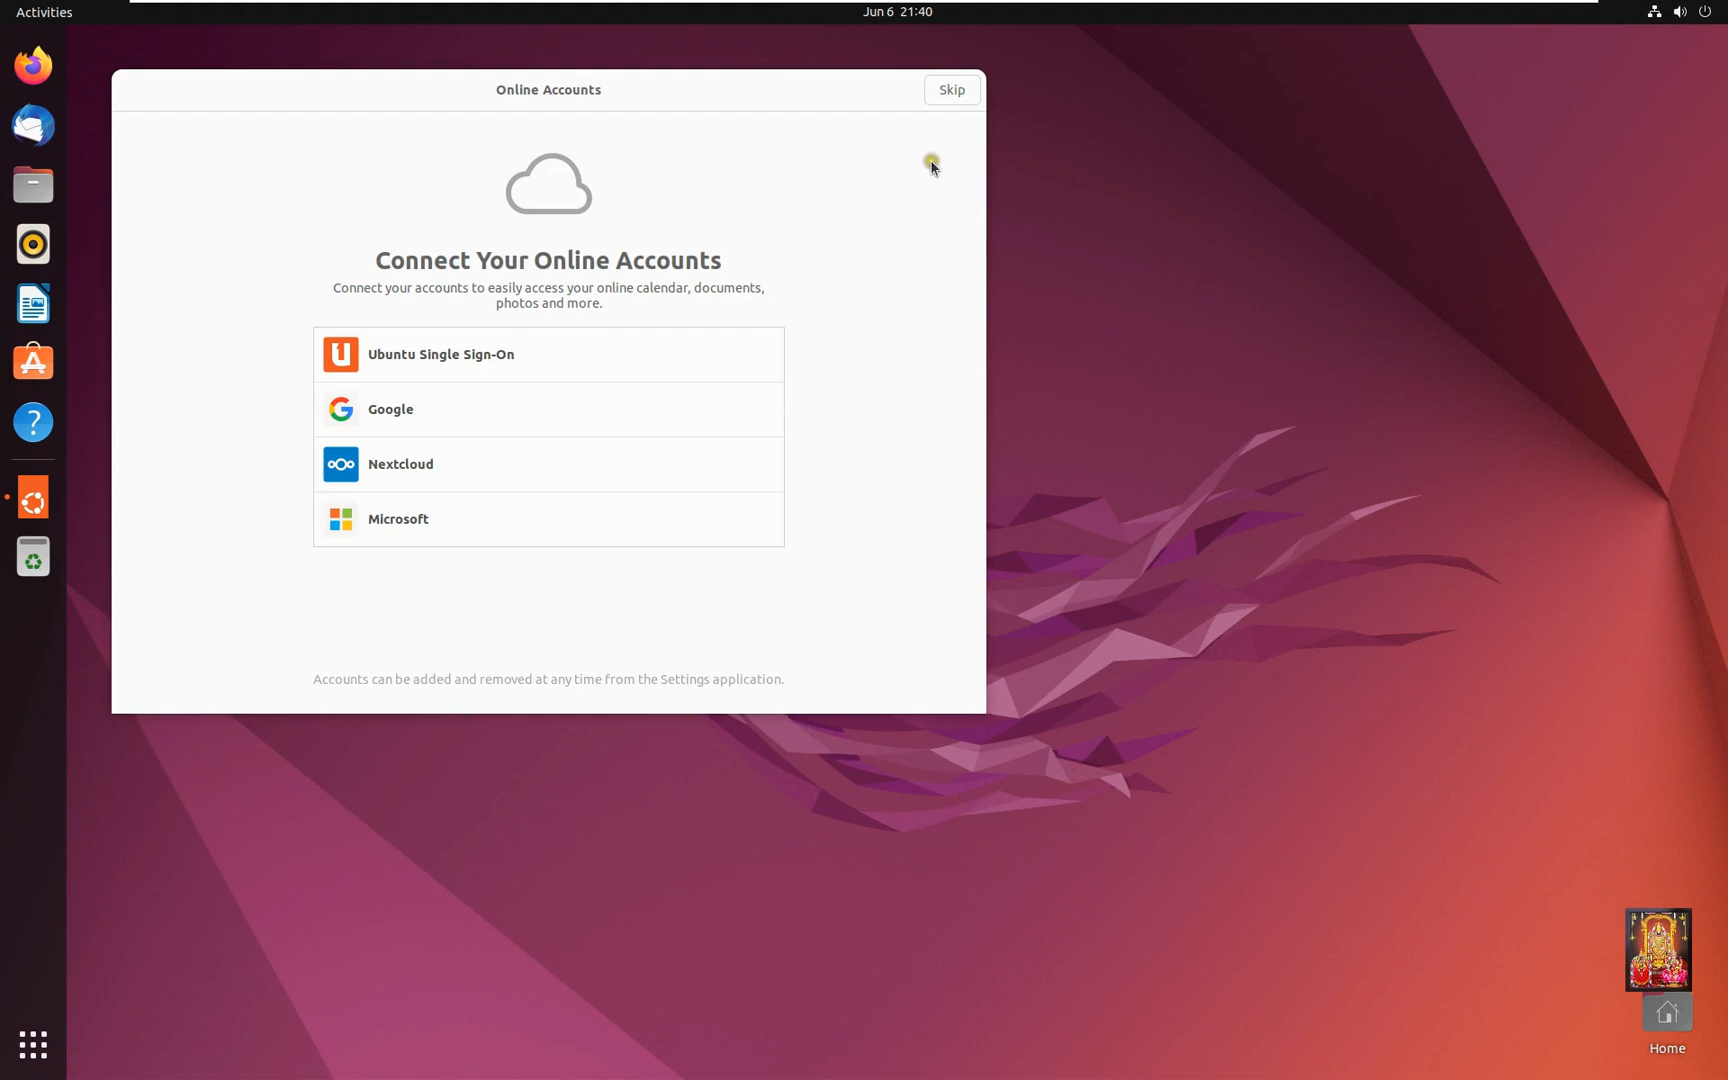 Activities
Jun 6 21:40
Online Accounts
Skip
Connect Your Online Accounts
Connect your accounts to easily access your online calendar, documents,
photos and more.
Ubuntu Single Sign-On
Google
Nextcloud
Microsoft
Accounts can be added and removed at any time from the Settings application.
Home